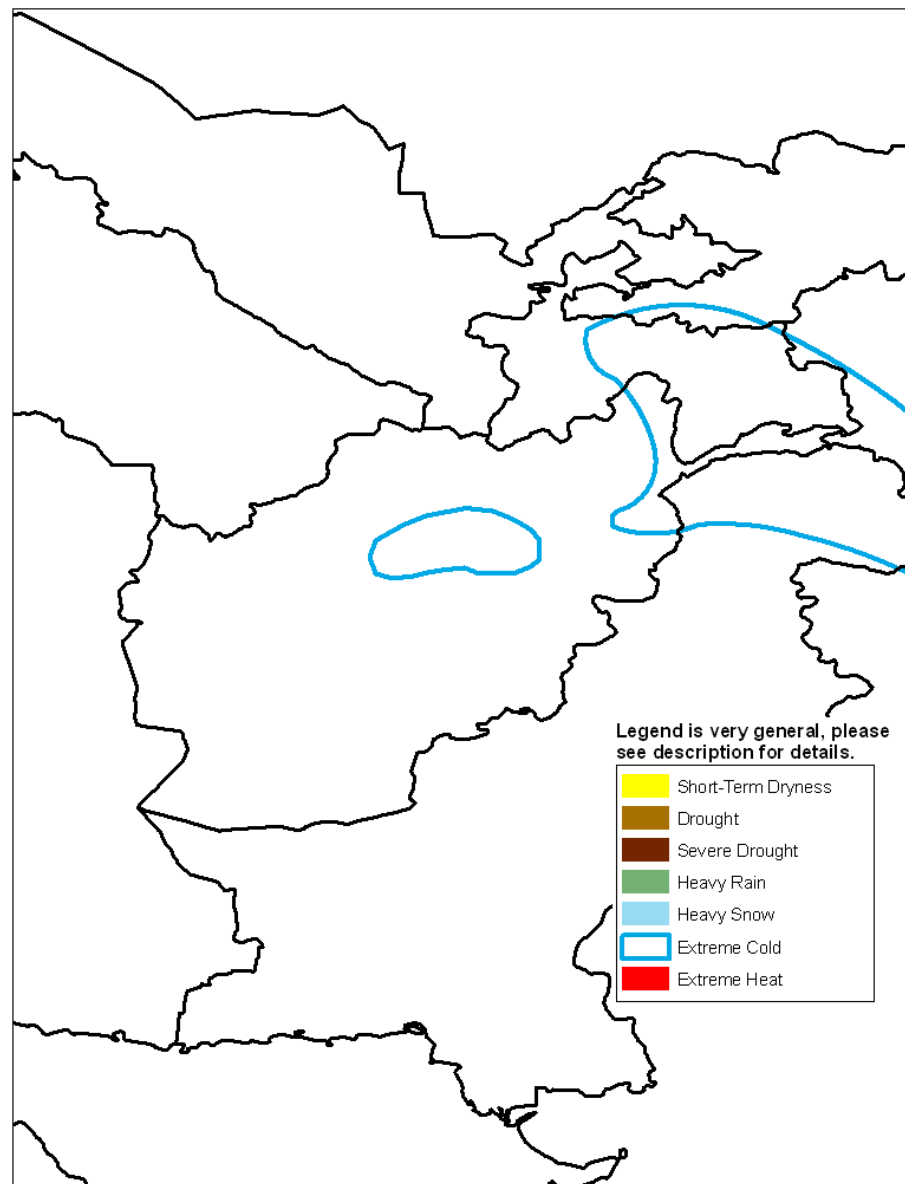 Legend is very general, please
see description for details.
Short-Term Dryness
Drought
Severe Drought
Heavy Rain
Heavy Snow
Extreme Cold
Extreme Heat